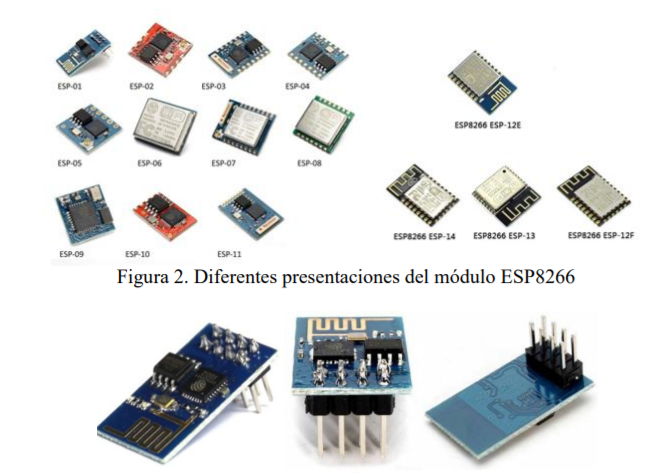 ESP-01 ESP-02 ESP-03 ESP-04
ESP8266 ESP-12E
ESP-05 ESP-06 ESP-07 ESP-08
ESP8266 ESP-14 ESP8266 ESP-13 ESP8266 ESP-12F
ESP-09 ESP-10 ESP-11
Figura 2. Diferentes presentaciones del módulo ESP8266